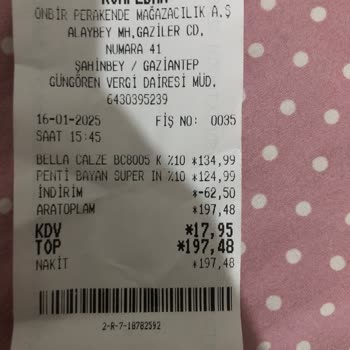 ONBİR PERAKENDE MAĞAZACILIK A.Ş
ALAYBEY MH,GAZİLER CD.
NUMARA 41
ŞAHİNBEY / GAZİANTEP
GÜNGÖREN VERGİ DAİRESİ MÜD.
6430395239
16-01-2025 FİŞ NO: 0035
SAAT 15:45
BELLA CALZE BC8005 K %10 *134,99
PENTİ BAYAN SUPER IN %10 *124,99
İNDİRİM *-62,50
ARATOPLAM *197,48
KDV *17,95
TOP *197,48
NAKİT *197,48
2-R-7-18782592